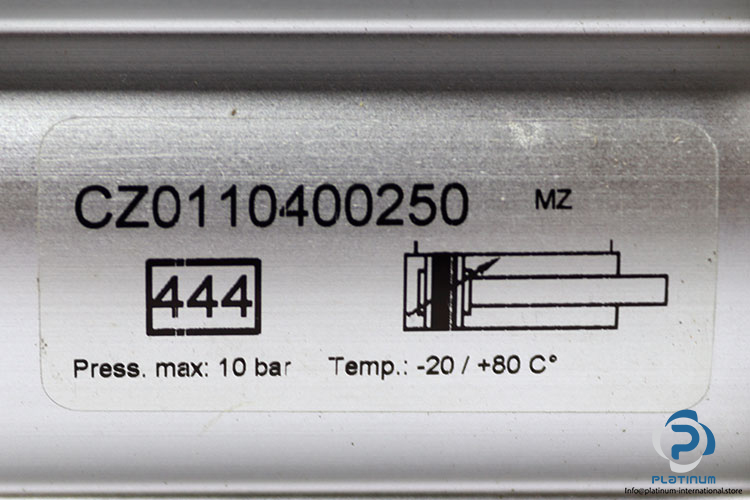 CZ0110400250 MZ
444
Press. max: 10 bar Temp.: -20 / +80 C°
P
PLATINUM
Info@platinum-international.store